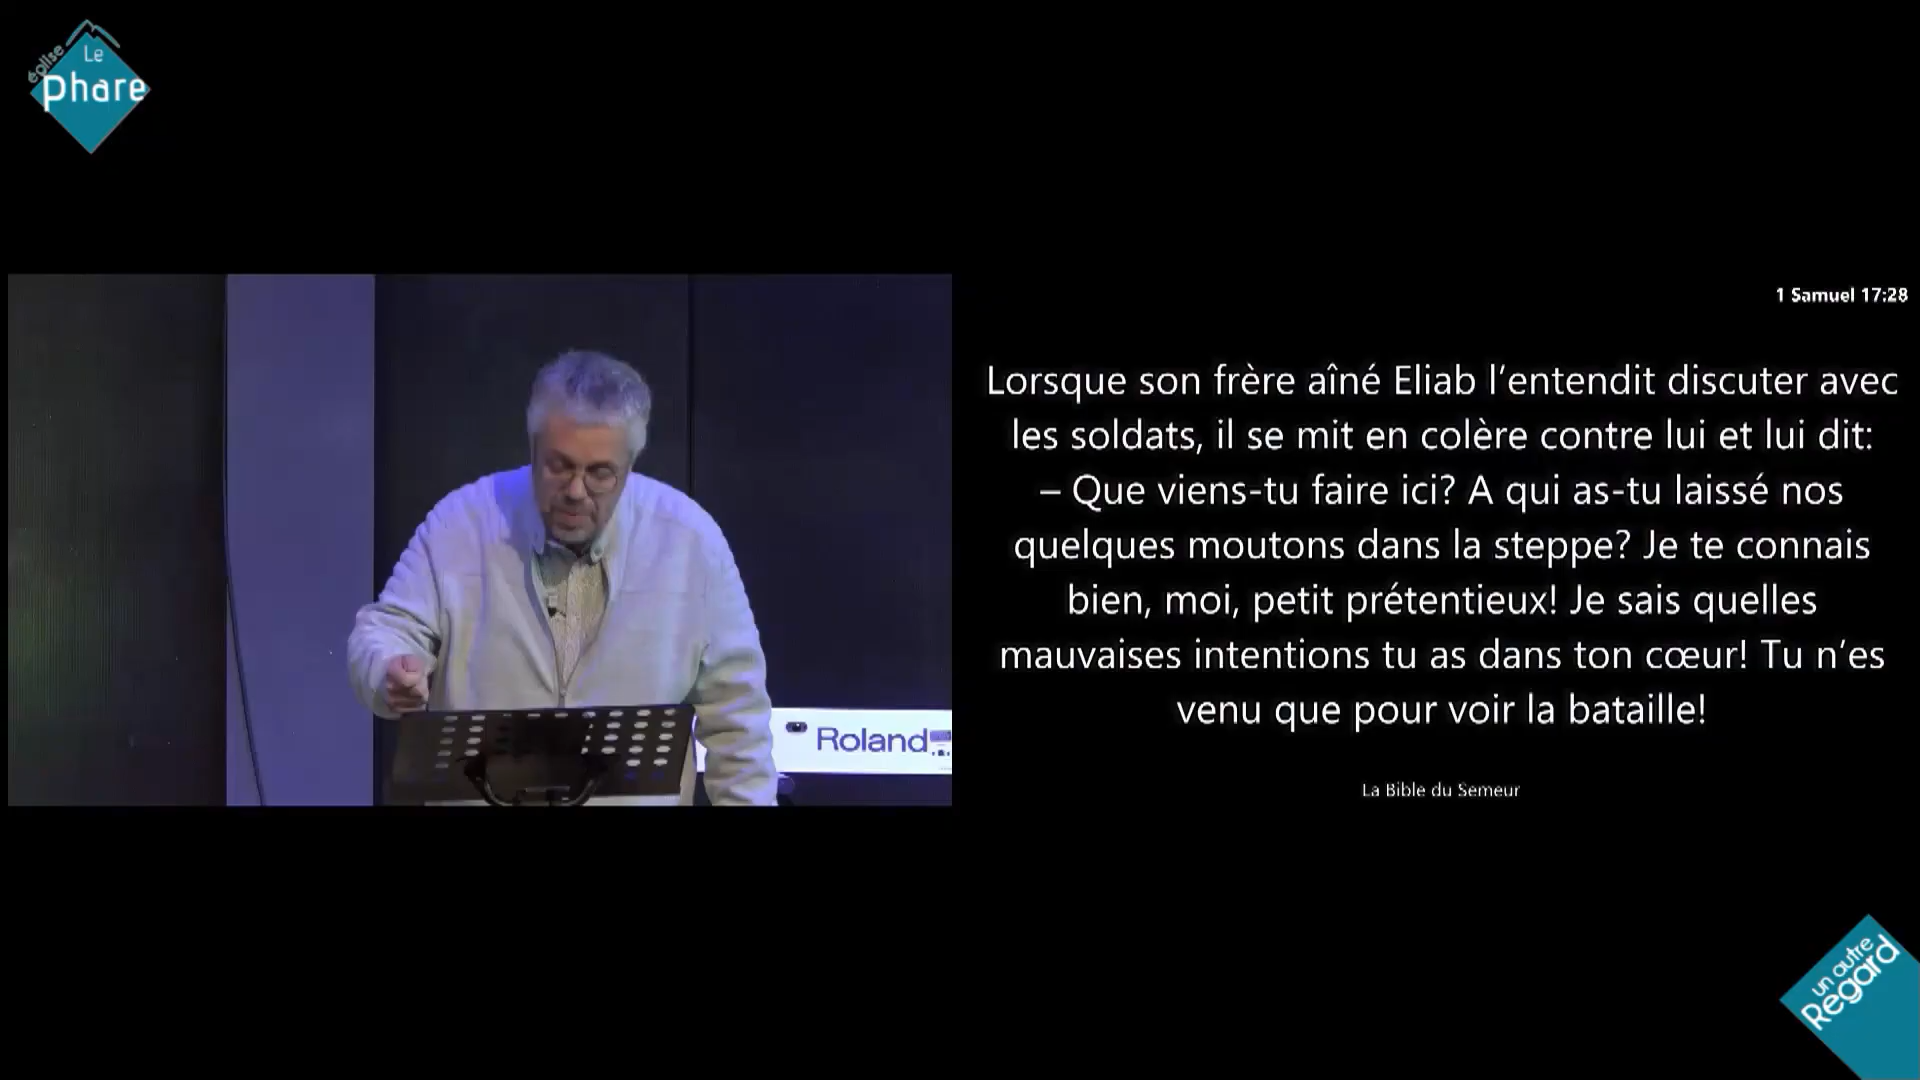 église
Le
phare
1 Samuel 17:28
Lorsque son frère aîné Eliab l’entendit discuter avec
les soldats, il se mit en colère contre lui et lui dit:
– Que viens-tu faire ici? A qui as-tu laissé nos
quelques moutons dans la steppe? Je te connais
bien, moi, petit prétentieux! Je sais quelles
mauvaises intentions tu as dans ton cœur! Tu n’es
venu que pour voir la bataille!
La Bible du Semeur
Roland
un autre
Regard